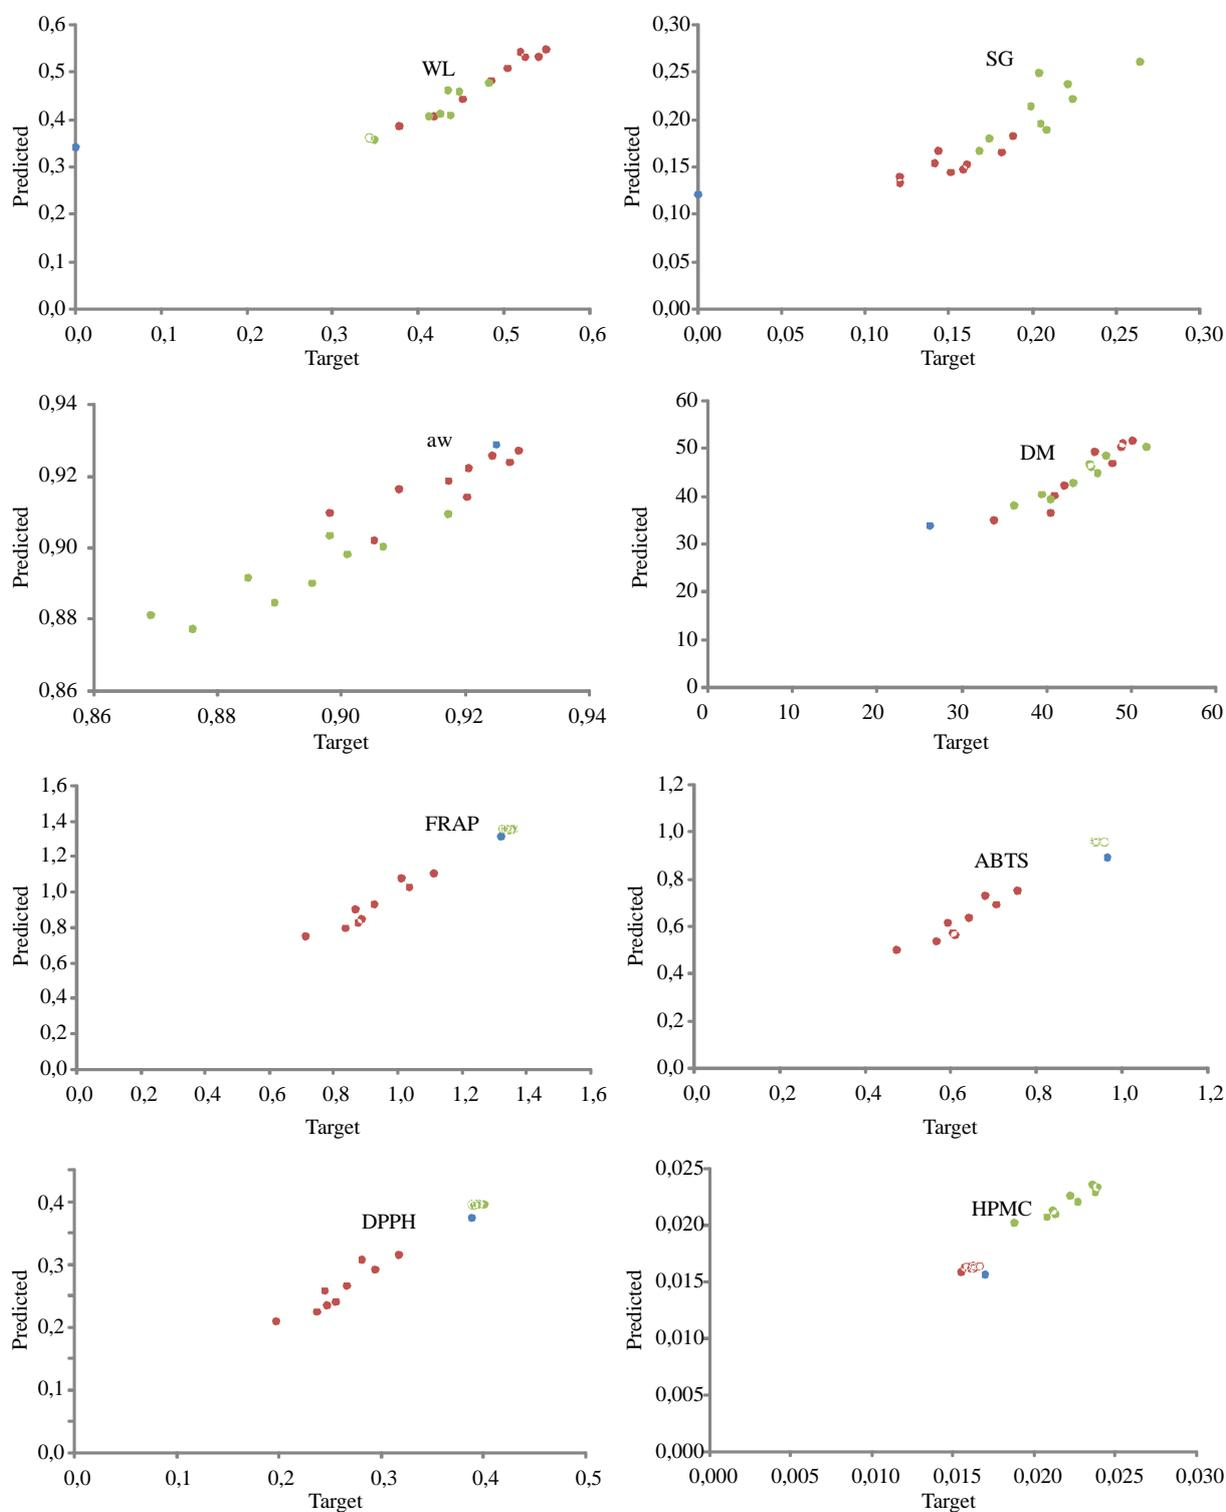 0,6
0,5
0,4
0,3
0,2
0,1
0,0
Predicted
WL
0,0 0,1 0,2 0,3 0,4 0,5 0,6
Target
0,30
0,25
0,20
0,15
0,10
0,05
0,00
Predicted
SG
0,00 0,05 0,10 0,15 0,20 0,25 0,30
Target
0,94
0,92
0,90
0,88
0,86
Predicted
aw
0,86 0,88 0,90 0,92 0,94
Target
60
50
40
30
20
10
0
Predicted
DM
0 10 20 30 40 50 60
Target
1,6
1,4
1,2
1,0
0,8
0,6
0,4
0,2
0,0
Predicted
FRAP
0,0 0,2 0,4 0,6 0,8 1,0 1,2 1,4 1,6
Target
1,2
1,0
0,8
0,6
0,4
0,2
0,0
Predicted
ABTS
0,0 0,2 0,4 0,6 0,8 1,0 1,2
Target
0,4
0,3
0,2
0,1
0,0
Predicted
DPPH
0,0 0,1 0,2 0,3 0,4 0,5
Target
0,025
0,020
0,015
0,010
0,005
0,000
Predicted
HPMC
0,000 0,005 0,010 0,015 0,020 0,025 0,030
Target